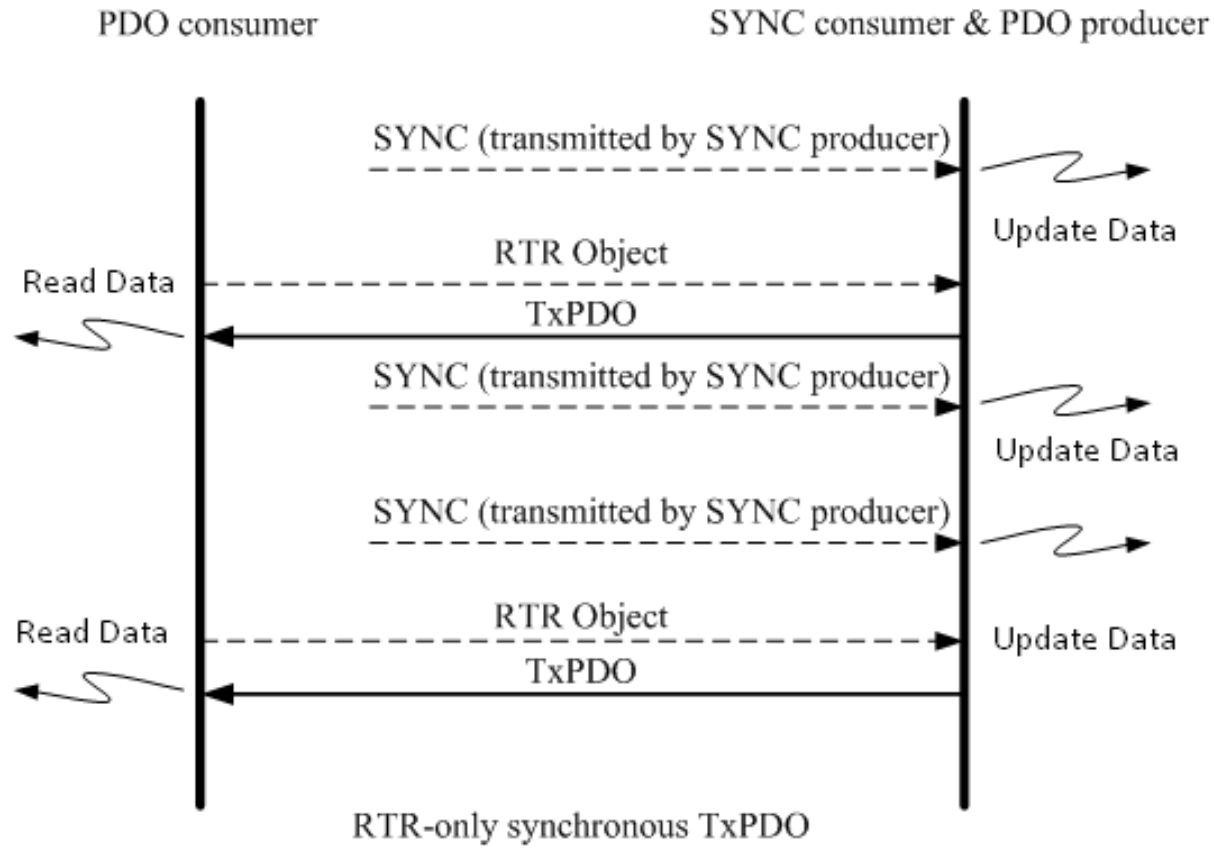 PDO consumer
SYNC consumer & PDO producer
SYNC (transmitted by SYNC producer)
Update Data
RTR Object
Read Data
TxPDO
SYNC (transmitted by SYNC producer)
Update Data
SYNC (transmitted by SYNC producer)
RTR Object
Read Data
Update Data
TxPDO
RTR-only synchronous TxPDO